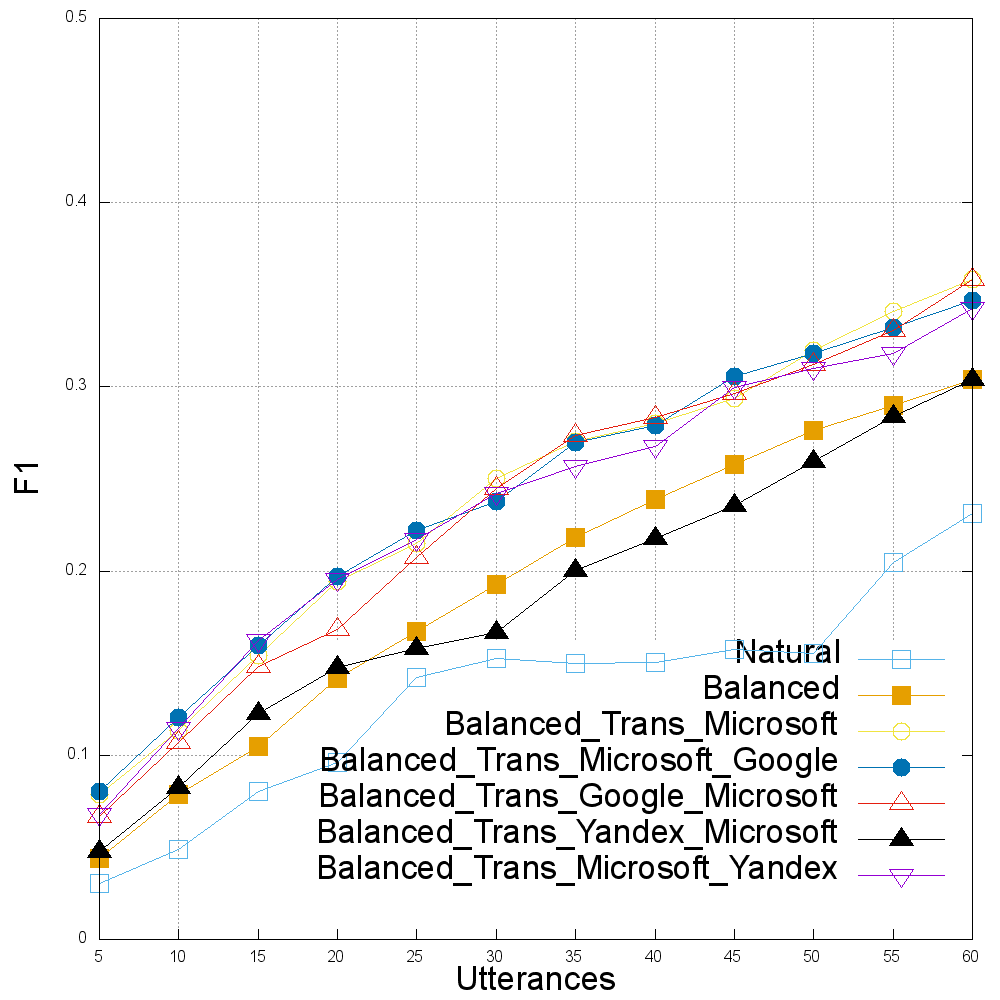 0.5
0.4
0.3
0.2
0.1
0
F1
Natural
Balanced
Balanced_Trans_Microsoft
Balanced_Trans_Microsoft_Google
Balanced_Trans_Google_Microsoft
Balanced_Trans_Yandex_Microsoft
Balanced_Trans_Microsoft_Yandex
5 10 15 20 25 30 35 40 45 50 55 60
Utterances